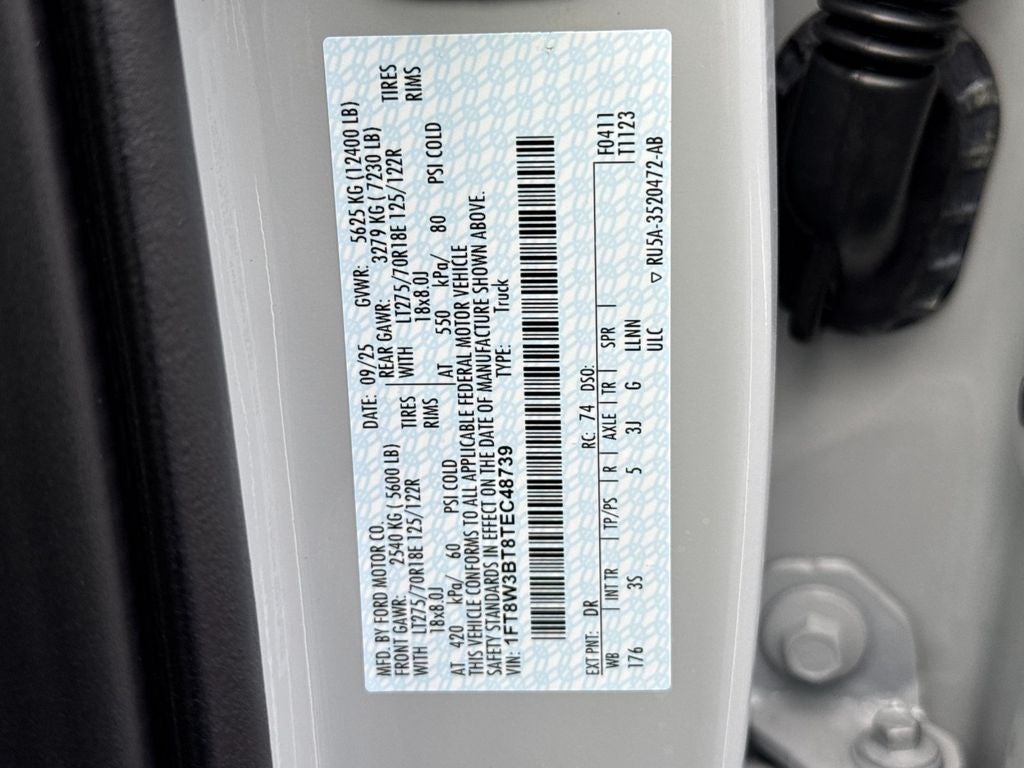 MFD. BY FORD MOTOR CO. DATE: 09/25 GVWR: 5625 KG (12400 LB)
FRONT GAWR: 2540 KG ( 5600 LB) REAR GAWR: 3279 KG ( 7230 LB)
WITH LT275/70R18E 125/122R TIRES WITH LT275/70R18E 125/122R TIRES
18x8.0J RIMS 18x8.0J RIMS
AT 420 kPa/ 60 PSI COLD AT 550 kPa/ 80 PSI COLD
THIS VEHICLE CONFORMS TO ALL APPLICABLE FEDERAL MOTOR VEHICLE
SAFETY STANDARDS IN EFFECT ON THE DATE OF MANUFACTURE SHOWN ABOVE.
VIN: 1FT8W3BT8TEC48739 TYPE: Truck
EXT PNT: DR RC: 74 DSO: F0411
WB INT TR TP/PS R AXLE TR SPR T1123
176 3S 5 3J G LLNN
ULC ▽ RU5A-3520472-AB